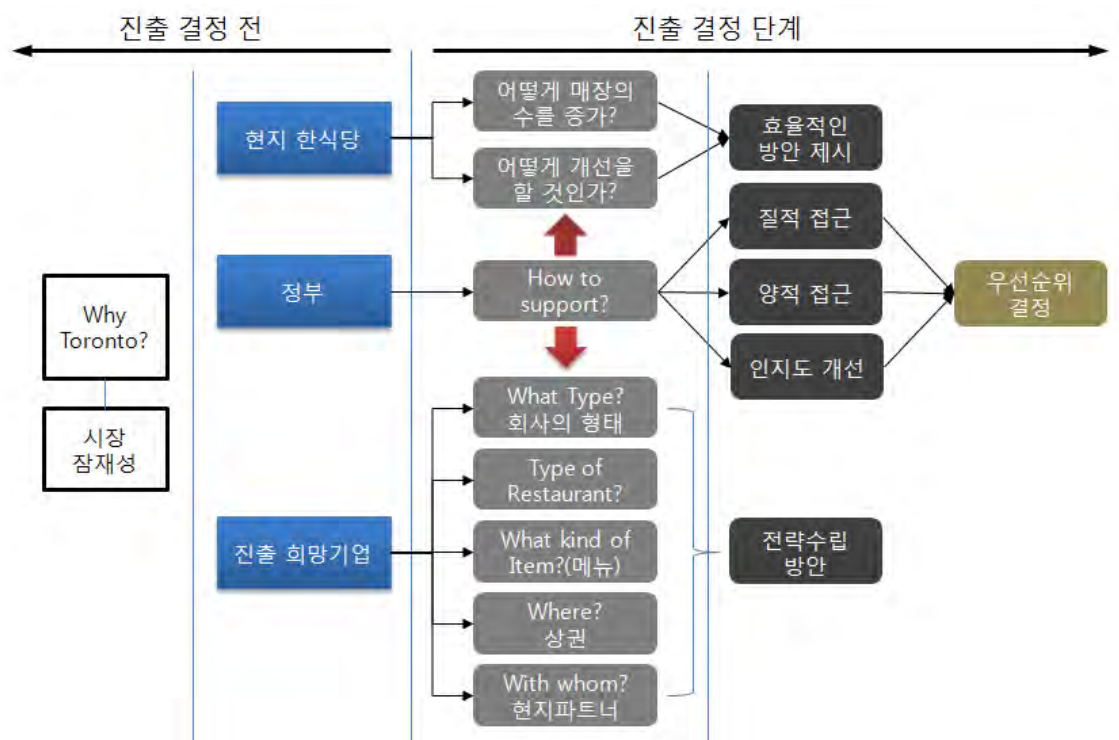 진출 결정 전
진출 결정 단계
Why
Toronto?
시장
잠재성
현지 한식당
정부
진출 희망기업
어떻게 매장의
수를 증가?
어떻게 개선을
할 것인가?
How to
support?
What Type?
회사의 형태
Type of
Restaurant?
What kind of
Item?(메뉴)
Where?
상권
With whom?
현지파트너
효율적인
방안 제시
질적 접근
양적 접근
인지도 개선
전략수립
방안
우선순위
결정